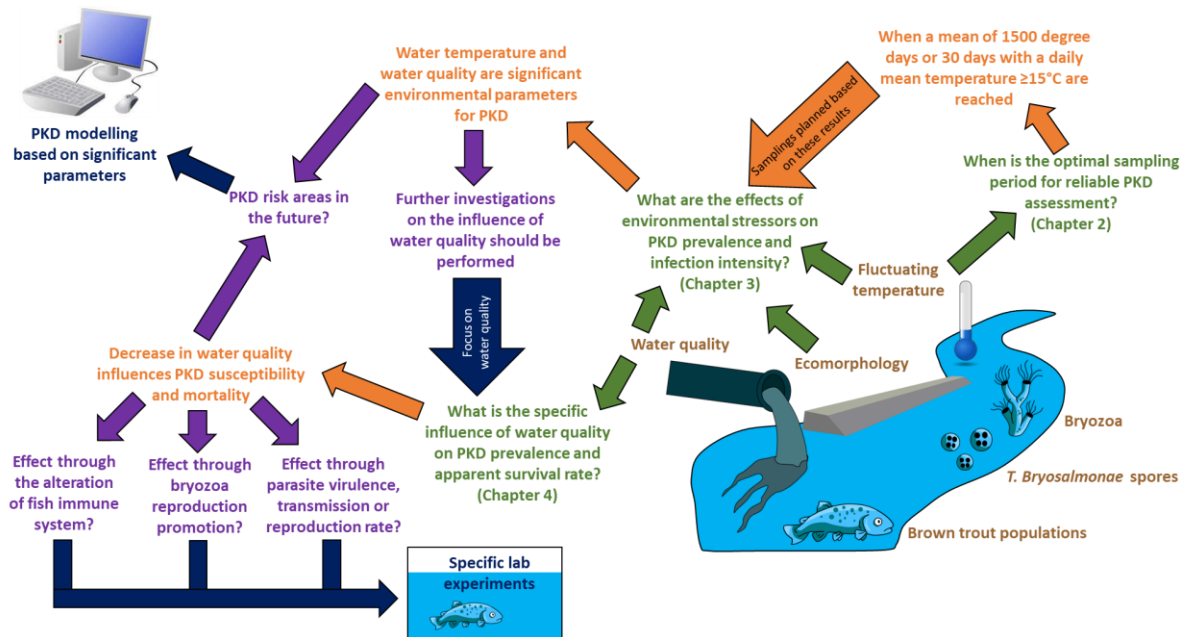 PKD modelling
based on significant
parameters
Water temperature and
water quality are significant
environmental parameters
for PKD
When a mean of 1500 degree
days or 30 days with a daily
mean temperature ≥15°C are
reached
Samplings planned based
on these results
When is the optimal sampling
period for reliable PKD
assessment?
(Chapter 2)
PKD risk areas in
the future?
Further investigations
on the influence of
water quality should be
performed
What are the effects of
environmental stressors on
PKD prevalence and
infection intensity?
(Chapter 3)
Fluctuating
temperature
Focus on
water quality
Water quality
Ecomorphology
Decrease in water quality
influences PKD susceptibility
and mortality
What is the specific
influence of water quality
on PKD prevalence and
apparent survival rate?
(Chapter 4)
Bryozoa
T. Bryosalmonae spores
Brown trout populations
Effect through
the alteration
of fish immune
system?
Effect through
bryozoa
reproduction
promotion?
Effect through
parasite virulence,
transmission or
reproduction rate?
Specific lab
experiments